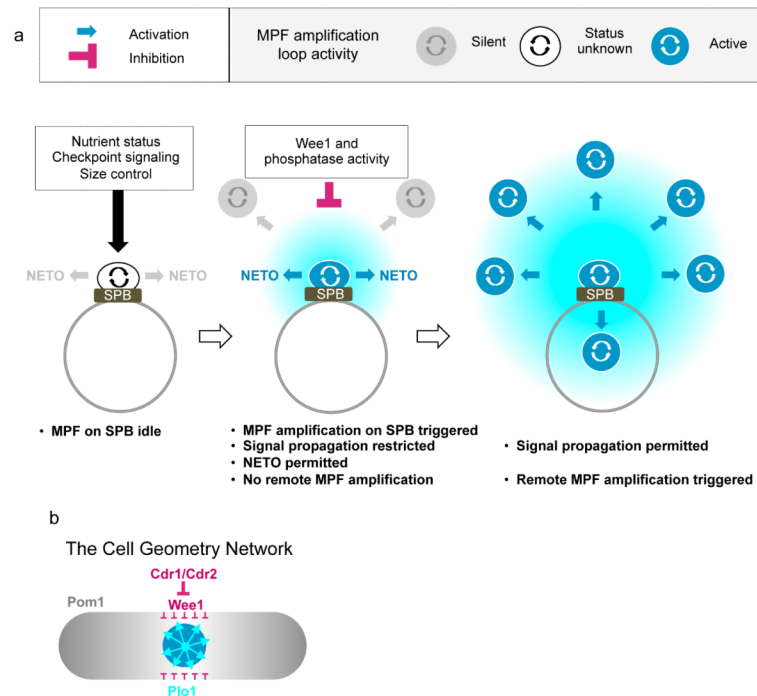 a
Activation
Inhibition
MPF amplification
loop activity
Silent
Status
unknown
Active
Nutrient status
Checkpoint signaling
Size control
Wee1 and
phosphatase activity
NETO
NETO
SPB
NETO
NETO
SPB
SPB
• MPF on SPB idle
• MPF amplification on SPB triggered
• Signal propagation restricted
• NETO permitted
• No remote MPF amplification
• Signal propagation permitted
• Remote MPF amplification triggered
b
The Cell Geometry Network
Cdr1/Cdr2
Pom1
Wee1
Plo1